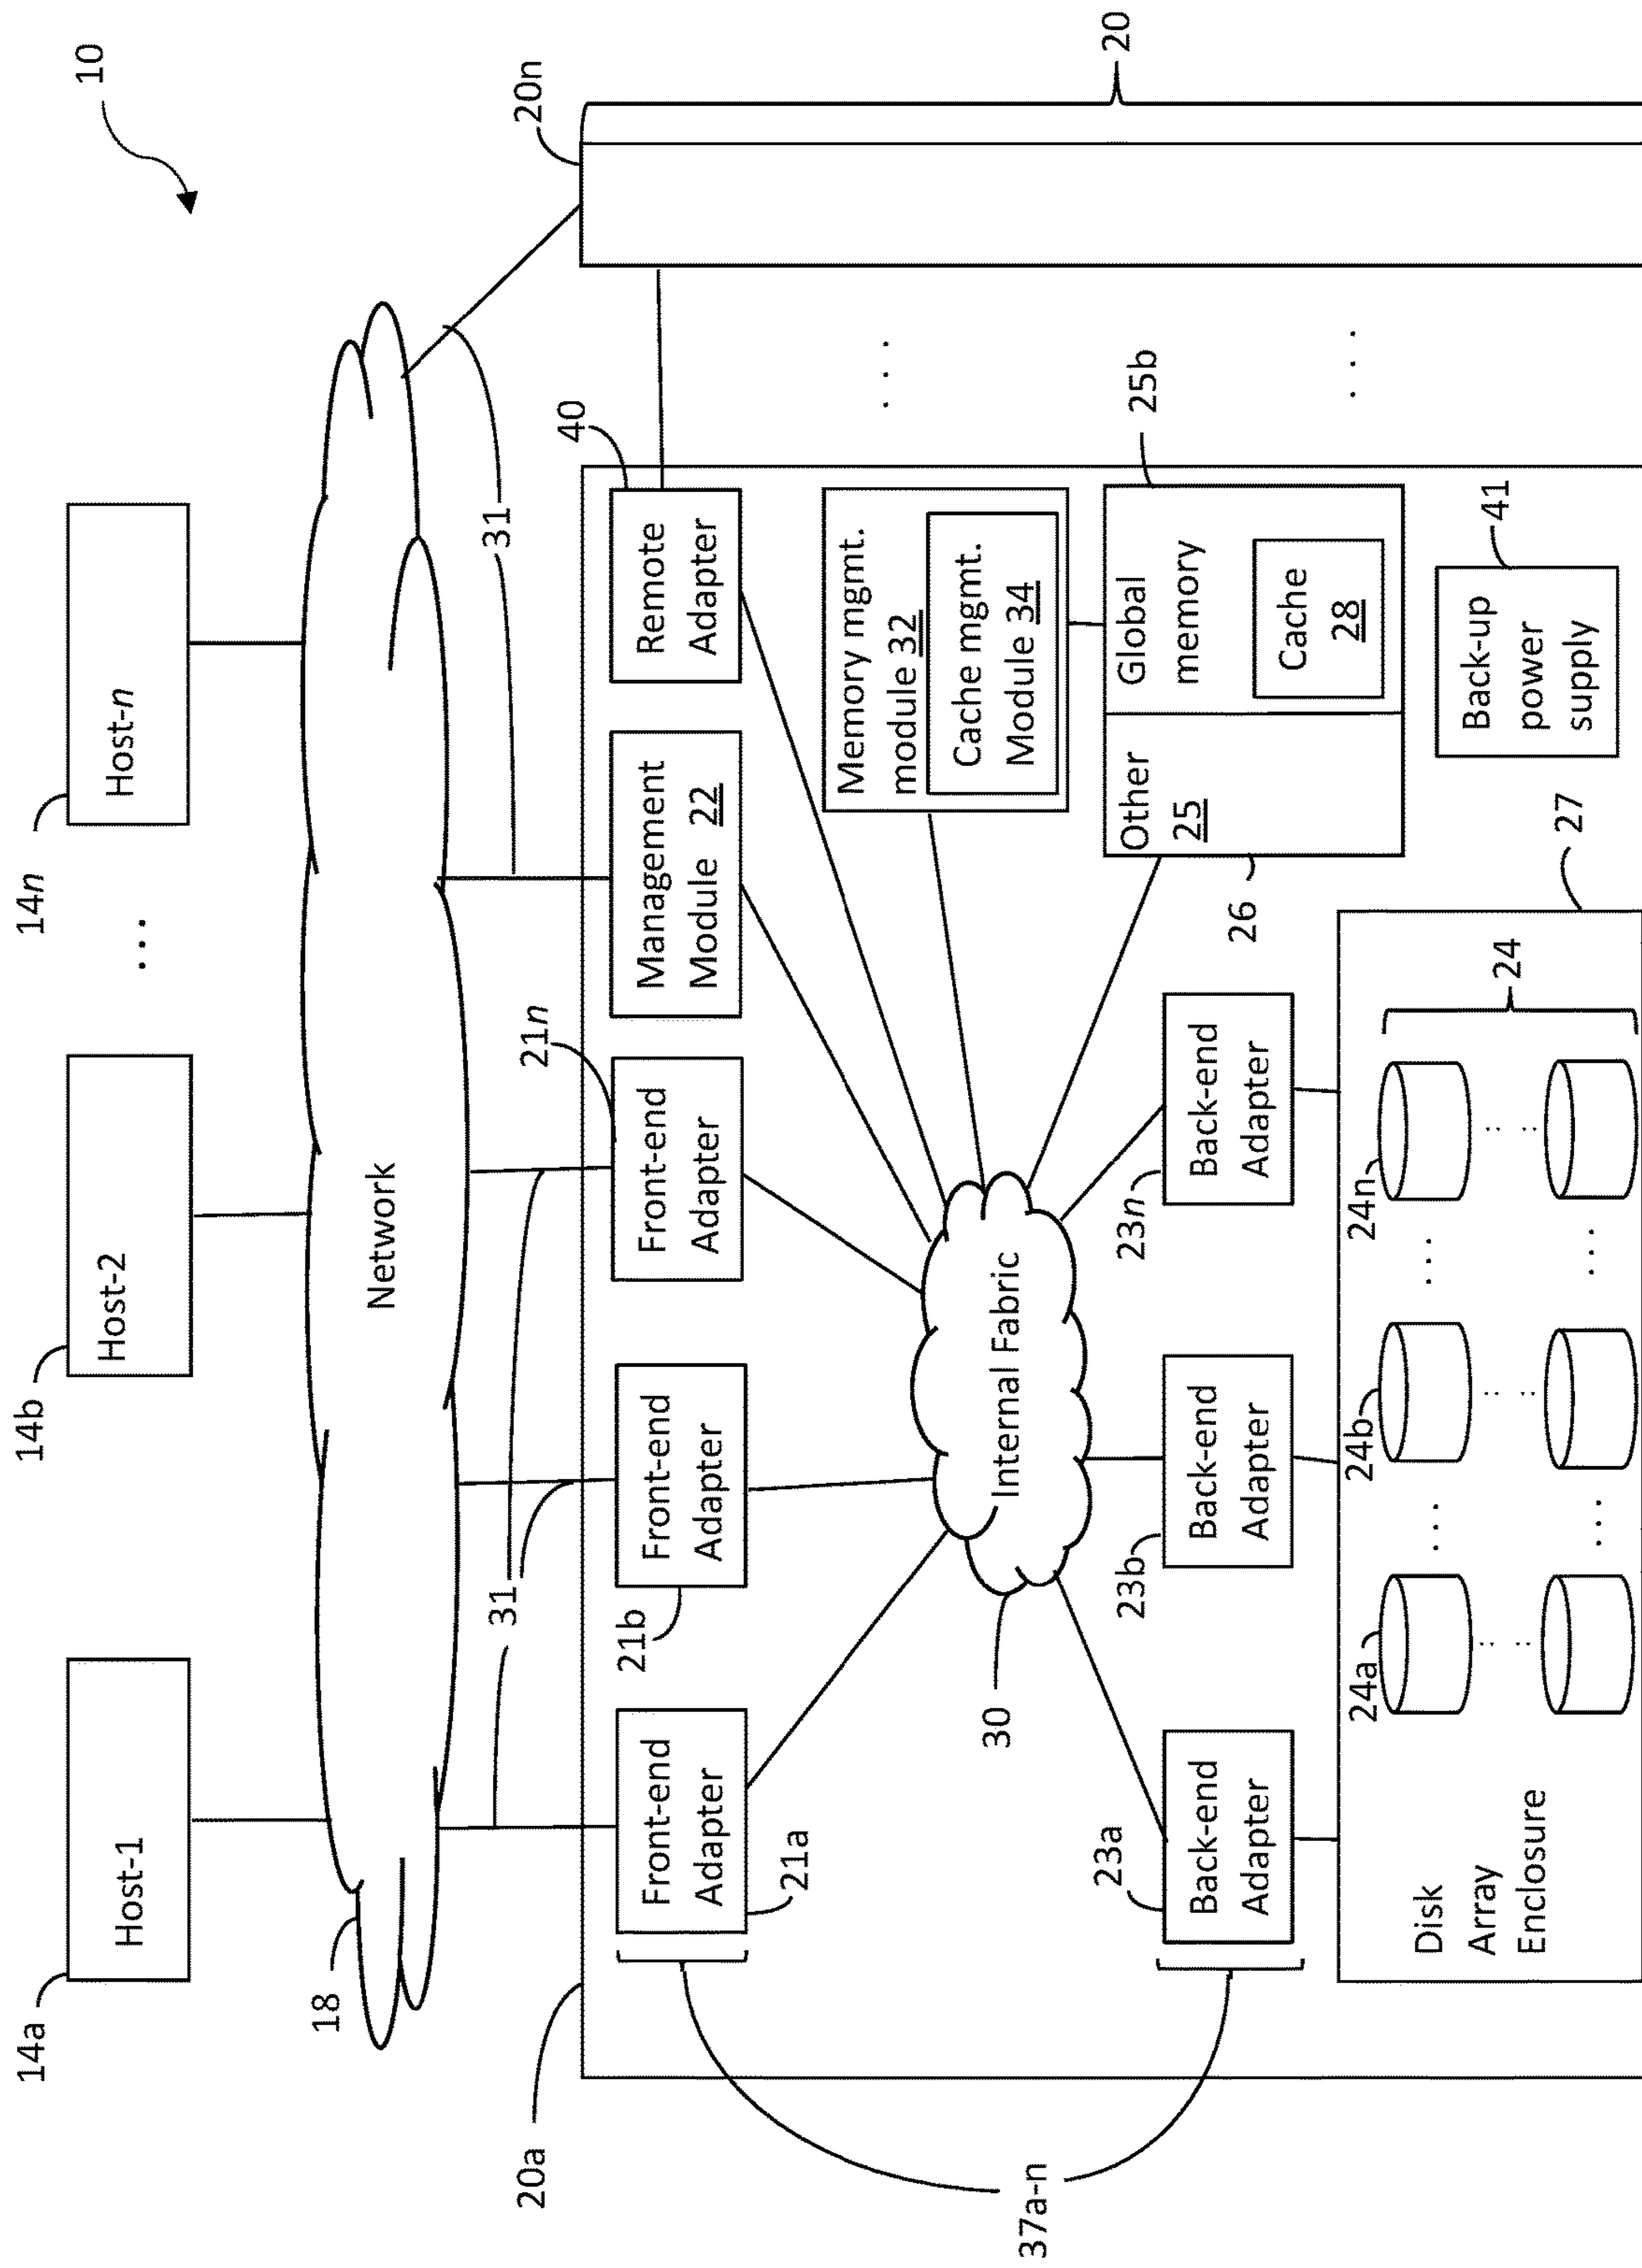 10
14a
Host-1
14b
Host-2
...
14n
Host-n
18
Network
31
31
20n
20
20a
21n
40
Front-end
Adapter
21a
Front-end
Adapter
21b
Front-end
Adapter
Management
Module 22
Remote
Adapter
Memory mgmt.
module 32
Cache mgmt.
Module 34
...
37a-n
30
Internal Fabric
25b
Other
25
Global
memory
Cache
28
26
23a
Back-end
Adapter
23b
Back-end
Adapter
23n
Back-end
Adapter
41
Back-up
power
supply
...
27
Disk
Array
Enclosure
24a
24b
24n
24
...
...
...
...